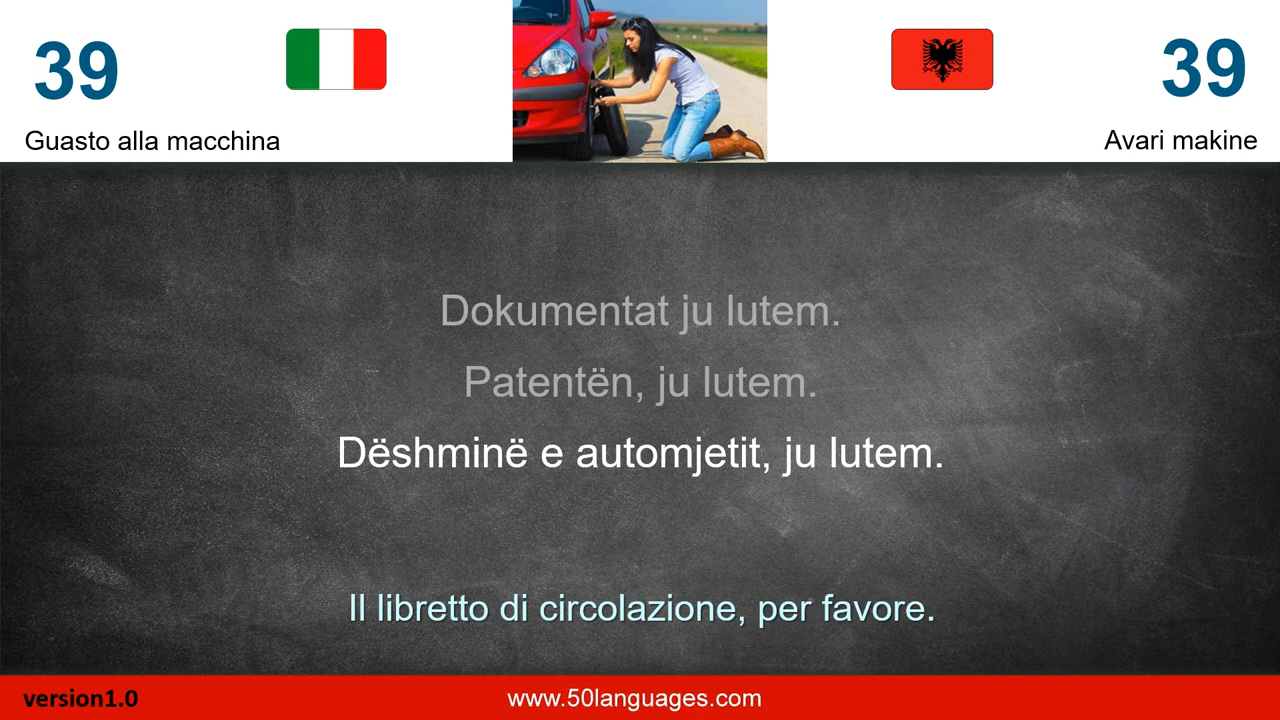 39
39
Guasto alla macchina
Avari makine
Dokumentat ju lutem.
Patentën, ju lutem.
Dëshminë e automjetit, ju lutem.
Il libretto di circolazione, per favore.
version1.0
www.50languages.com